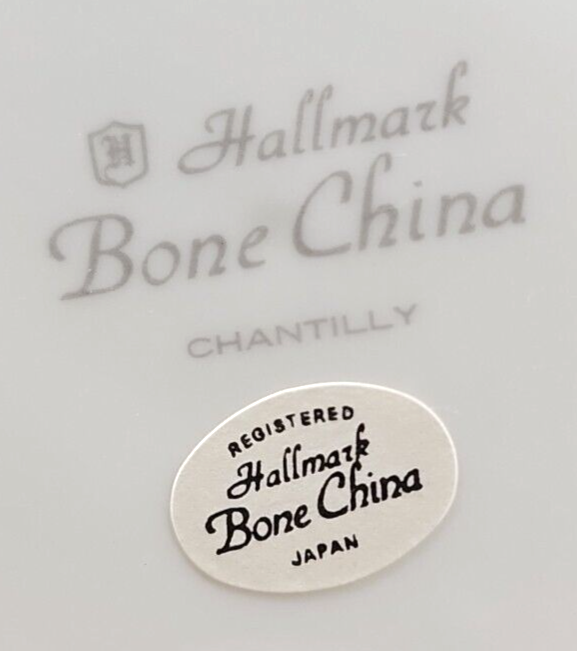 H Hallmark
Bone China
CHANTILLY
REGISTERED
Hallmark
Bone China
JAPAN